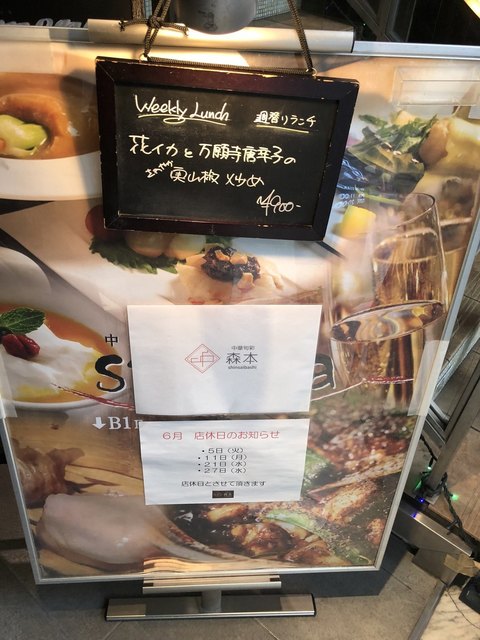 Weekly Lunch 週替りランチ
花イカと万願寺唐辛子の
奥山椒炒め
¥900-
中華旬彩
森本
shinsaibashi
中
S
a
↓B1
6月 店休日のお知らせ
・5日（火）
・11日（月）
・21日（水）
・27日（水）
店休日とさせて頂きます